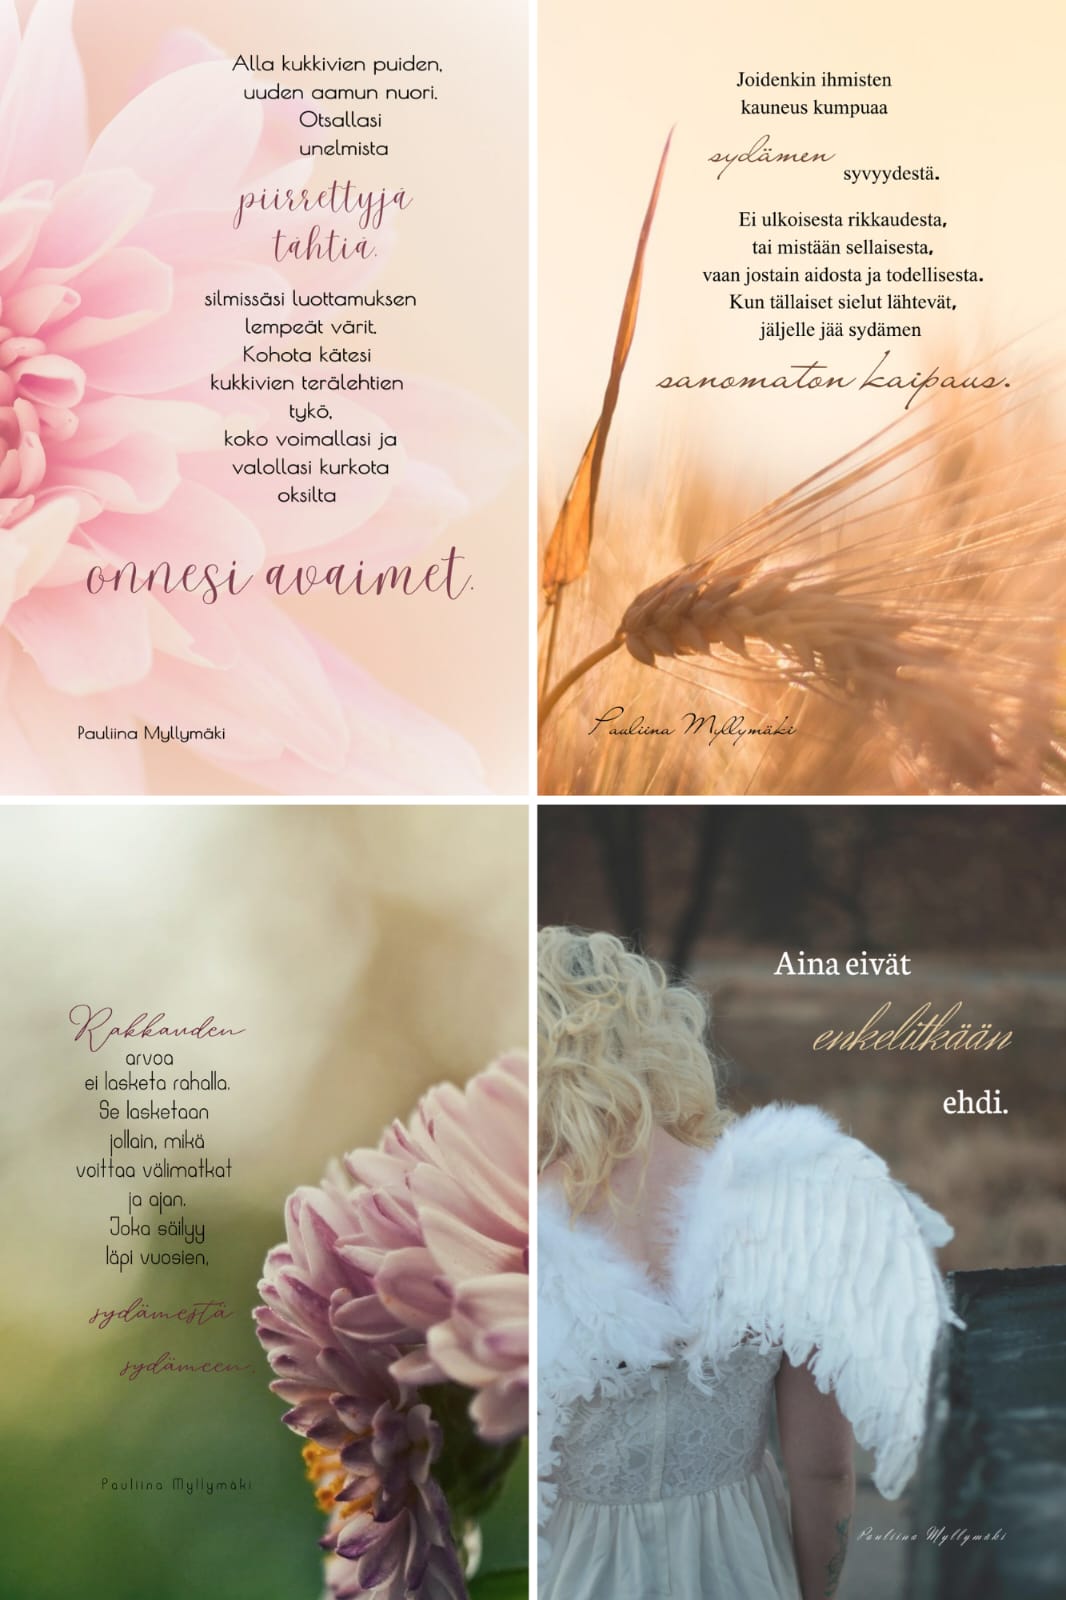 Alla kukkivien puiden,
uuden aamun nuori.
Otsallasi
unelmista
piirrettyjä
tähtiä.
silmissäsi luottamuksen
lempeät värit.
Kohota kätesi
kukkivien terälehtien
tykö,
koko voimallasi ja
valollasi kurkota
oksilta
onnesi avaimet.
Pauliina Myllymäki
Joidenkin ihmisten
kauneus kumpuaa
sydämen
syvyydestä.
Ei ulkoisesta rikkaudesta,
tai mistään sellaisesta,
vaan jostain aidosta ja todellisesta.
Kun tällaiset sielut lähtevät,
jäljelle jää sydämen
sanomaton kaipaus.
Pauliina Myllymäki
Rakkauden
arvoa
ei lasketa rahalla.
Se lasketaan
jollain, mikä
voittaa välimatkat
ja ajan.
Joka säilyy
läpi vuosien,
sydämestä
sydämeen.
Pauliina Myllymäki
Aina eivät
enkelitkään
ehdi.
Pauliina Myllymäki